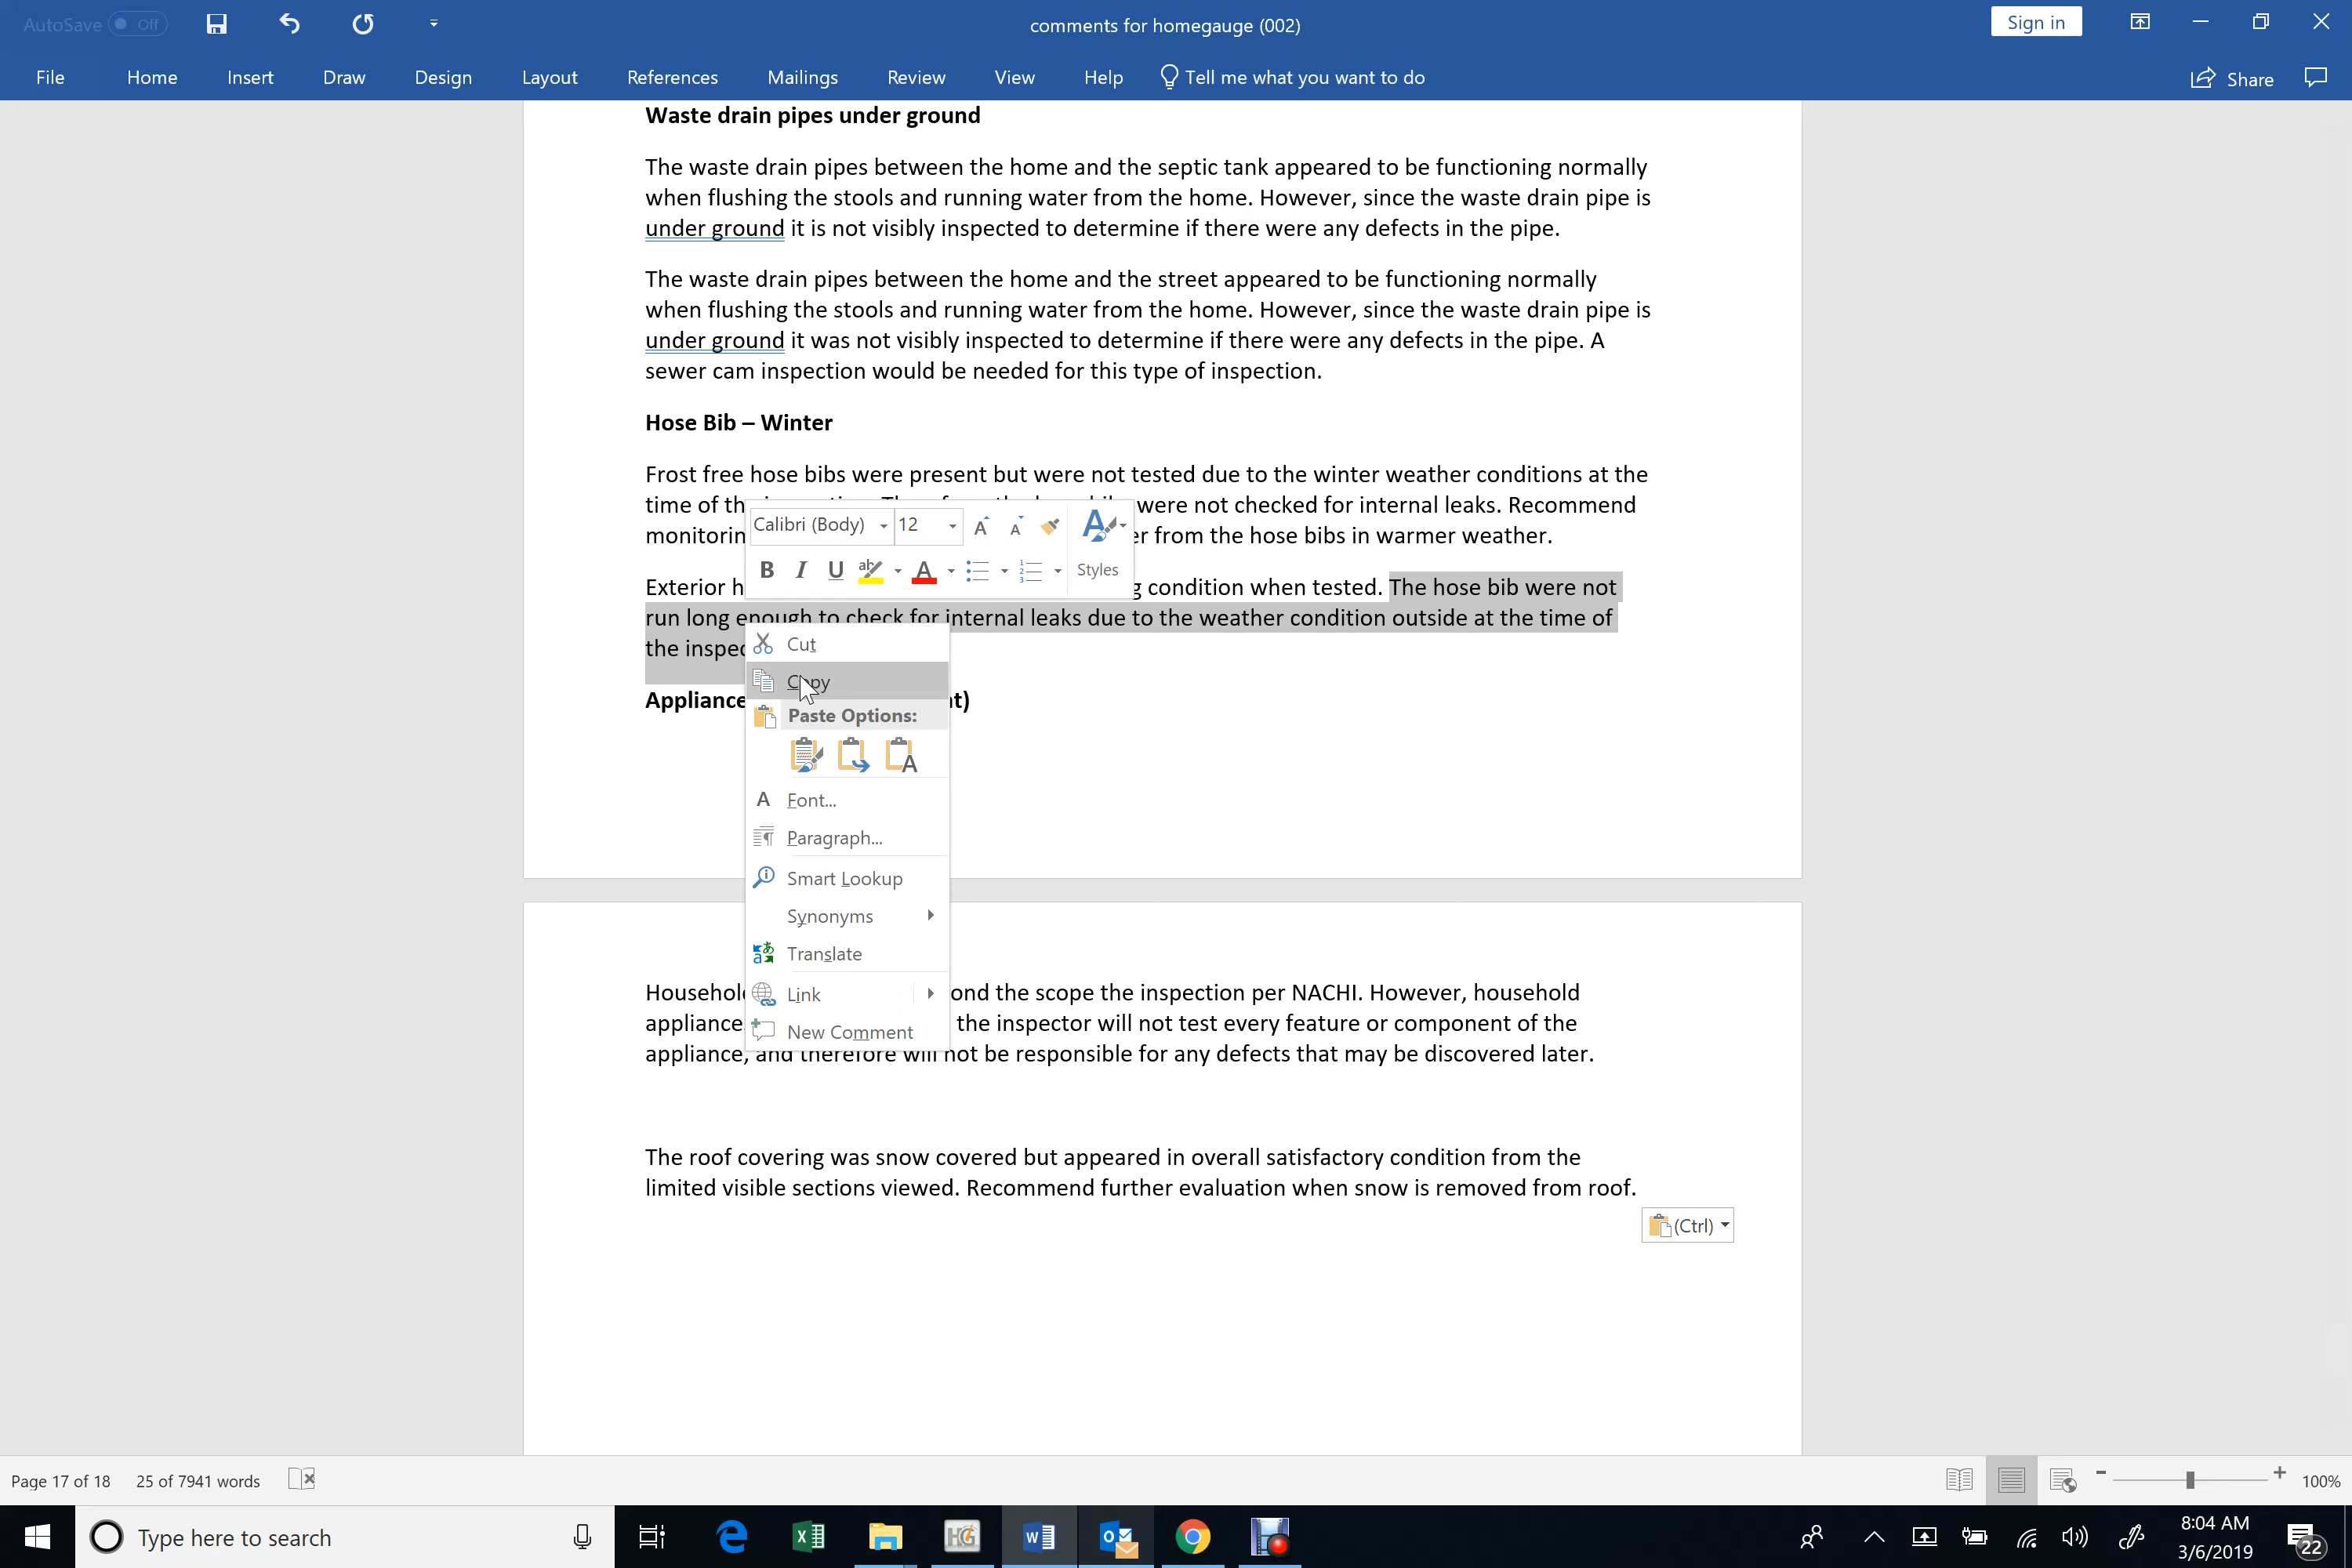 AutoSave Off
comments for homegauge (002)
Sign in
File Home Insert Draw Design Layout References Mailings Review View Help Tell me what you want to do Share
Waste drain pipes under ground
The waste drain pipes between the home and the septic tank appeared to be functioning normally
when flushing the stools and running water from the home. However, since the waste drain pipe is
under ground it is not visibly inspected to determine if there were any defects in the pipe.
The waste drain pipes between the home and the street appeared to be functioning normally
when flushing the stools and running water from the home. However, since the waste drain pipe is
under ground it was not visibly inspected to determine if there were any defects in the pipe. A
sewer cam inspection would be needed for this type of inspection.
Hose Bib – Winter
Frost free hose bibs were present but were not tested due to the winter weather conditions at the
time of were not checked for internal leaks. Recommend
Calibri (Body) 12
from the hose bibs in warmer weather.
Styles
Exterior condition when tested. The hose bib were not
run long enough to check for internal leaks due to the weather condition outside at the time of
the
Cut
Copy
Paste Options:
Font...
Paragraph...
Smart Lookup
Synonyms
Translate
Link
New Comment
the scope the inspection per NACHI. However, household
the inspector will not test every feature or component of the
appliance, and therefore will not be responsible for any defects that may be discovered later.
The roof covering was snow covered but appeared in overall satisfactory condition from the
limited visible sections viewed. Recommend further evaluation when snow is removed from roof.
(Ctrl)
Page 17 of 18 25 of 7941 words 100%
Type here to search
8:04 AM
3/6/2019
22